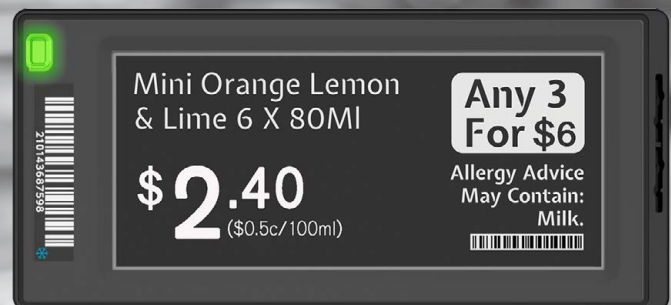 Mini Orange Lemon
& Lime 6 X 80Ml
$2.40
($0.5c/100ml)
Any 3
For $6
Allergy Advice
May Contain:
Milk.
210143687598